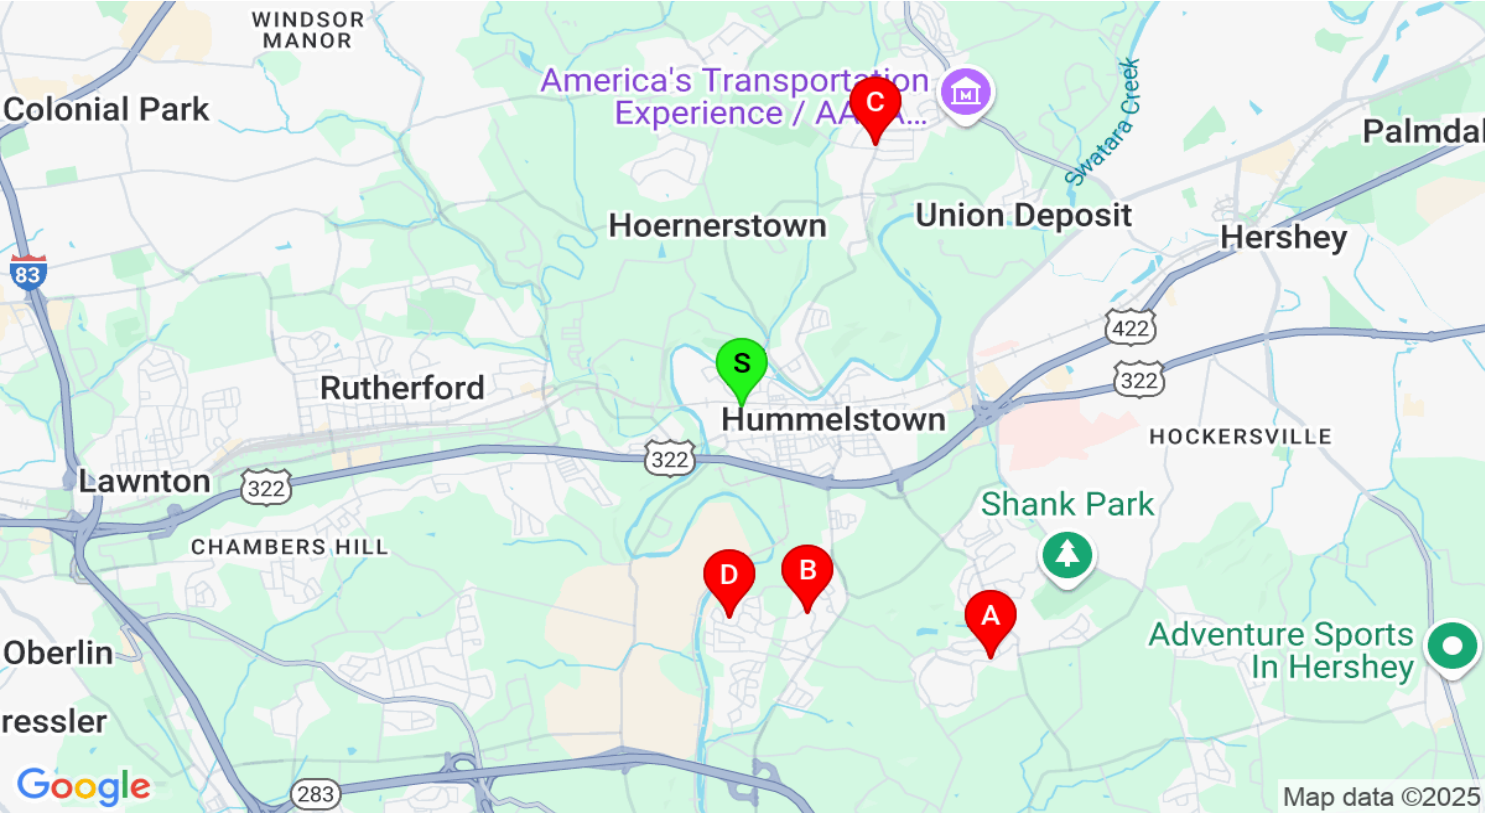 WINDSOR
MANOR
America's Transportation
Experience / AA
Colonial Park
C
Swatara Creek
Palmdal
Hoernerstown
Union Deposit
Hershey
83
422
S
322
Rutherford
Hummelstown
HOCKERSVILLE
322
Lawnton
322
Shank Park
CHAMBERS HILL
D
B
A
Adventure Sports
In Hershey
Oberlin
ressler
Google
283
Map data ©2025